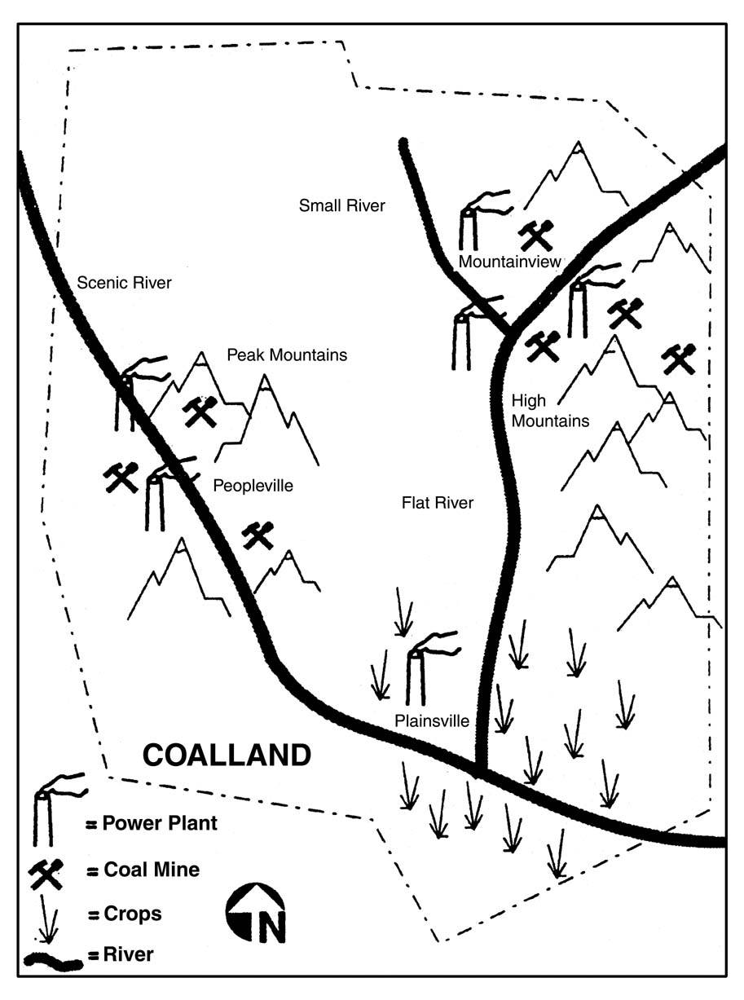 Small River
Mountainview
Scenic River
Peak Mountains
High
Mountains
Peopleville
Flat River
Plainsville
COALLAND
= Power Plant
= Coal Mine
= Crops
= River
N